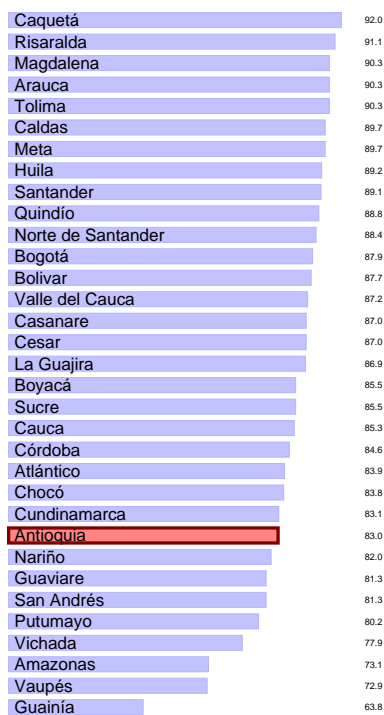 Caquetá 92.0
Risaralda 91.1
Magdalena 90.3
Arauca 90.3
Tolima 90.3
Caldas 89.7
Meta 89.7
Huila 89.2
Santander 89.1
Quindío 88.8
Norte de Santander 88.4
Bogotá 87.9
Bolivar 87.7
Valle del Cauca 87.2
Casanare 87.0
Cesar 87.0
La Guajira 86.9
Boyacá 85.5
Sucre 85.5
Cauca 85.3
Córdoba 84.6
Atlántico 83.9
Chocó 83.8
Cundinamarca 83.1
Antioquia 83.0
Nariño 82.0
Guaviare 81.3
San Andrés 81.3
Putumayo 80.2
Vichada 77.9
Amazonas 73.1
Vaupés 72.9
Guainía 63.8